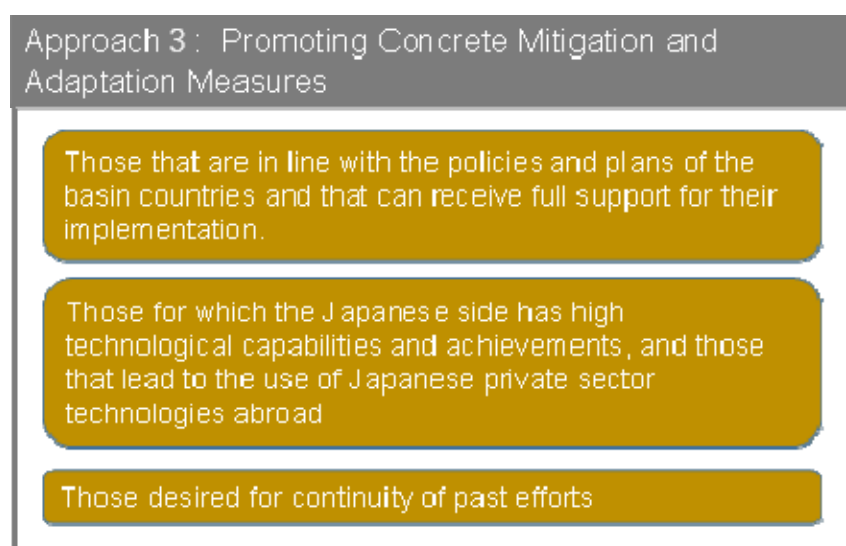 Approach 3 : Promoting Concrete Mitigation and
Adaptation Measures
Those that are in line with the policies and plans of the
basin countries and that can receive full support for their
implementation.
Those for which the Japanese side has high
technological capabilities and achievements, and those
that lead to the use of Japanese private sector
technologies abroad
Those desired for continuity of past efforts